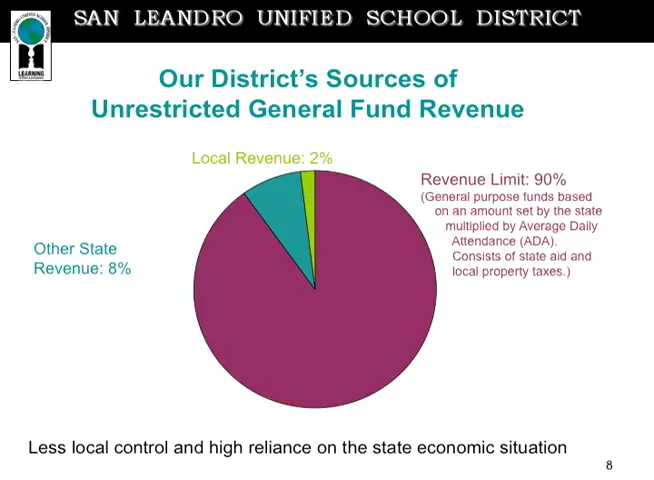 SAN LEANDRO UNIFIED SCHOOL DISTRICT
LEARNING
Our District's Sources of
Unrestricted General Fund Revenue
Local Revenue: 2%
Revenue Limit: 90%
(General purpose funds based
on an amount set by the state
multiplied by Average Daily
Attendance (ADA).
Consists of state aid and
local property taxes.)
Other State
Revenue: 8%
Less local control and high reliance on the state economic situation
8